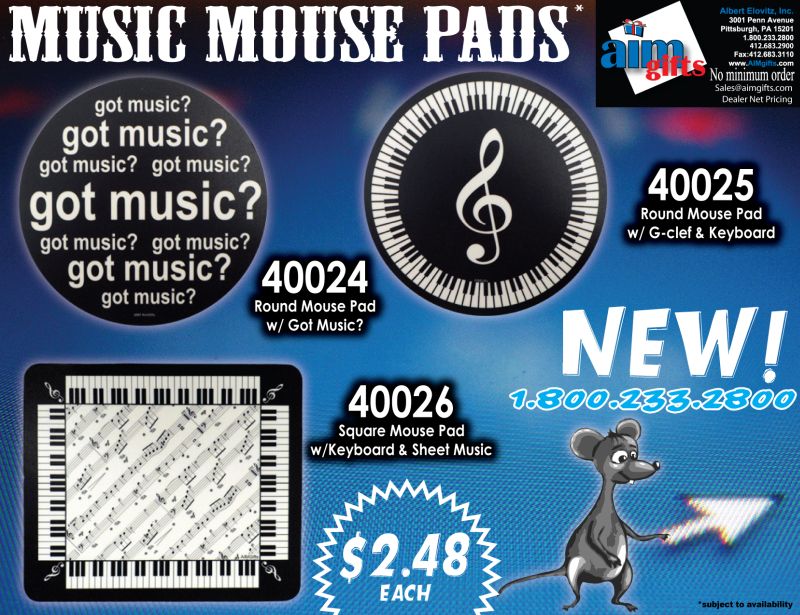 MUSIC MOUSE PADS*
Albert Elovitz, Inc.
3001 Penn Avenue
Pittsburgh, PA 15201
1.800.233.2800
412.683.2900
Fax:412.683.3110
www.AIMgifts.com
aim
gifts
No minimum order
Sales@aimgifts.com
Dealer Net Pricing
got music?
got music?
got music? got music?
got music?
got music? got music?
got music?
got music?
40024
Round Mouse Pad
w/ Got Music?
40025
Round Mouse Pad
w/ G-clef & Keyboard
NEW!
1.800.233.2800
40026
Square Mouse Pad
w/Keyboard & Sheet Music
AIMGifts
$2.48
EACH
*subject to availability